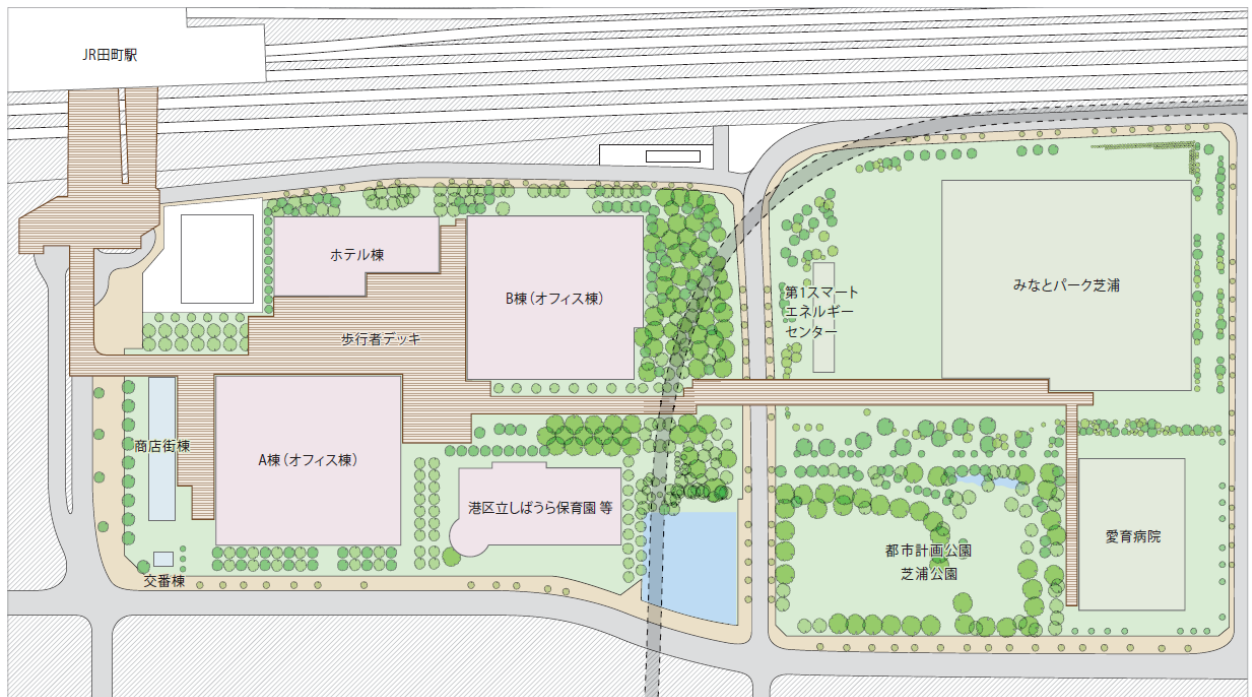 JR田町駅
ホテル棟
B棟(オフィス棟)
みなとパーク芝浦
第1スマート
エネルギー
センター
歩行者デッキ
商店街棟
A棟(オフィス棟)
港区立しばうら保育園 等
愛育病院
都市計画公園
芝浦公園
交番棟